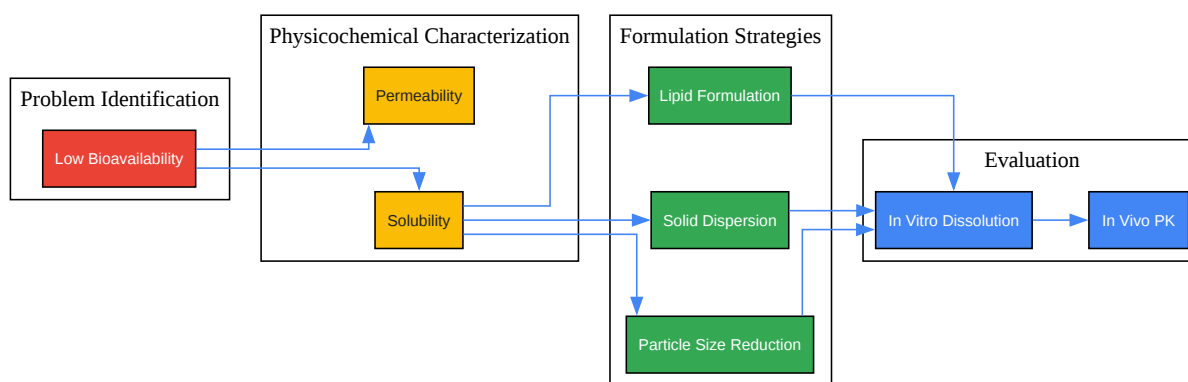 Problem Identification
Low Bioavailability
Physicochemical Characterization
Permeability
Solubility
Formulation Strategies
Lipid Formulation
Solid Dispersion
Particle Size Reduction
Evaluation
In Vitro Dissolution
In Vivo PK